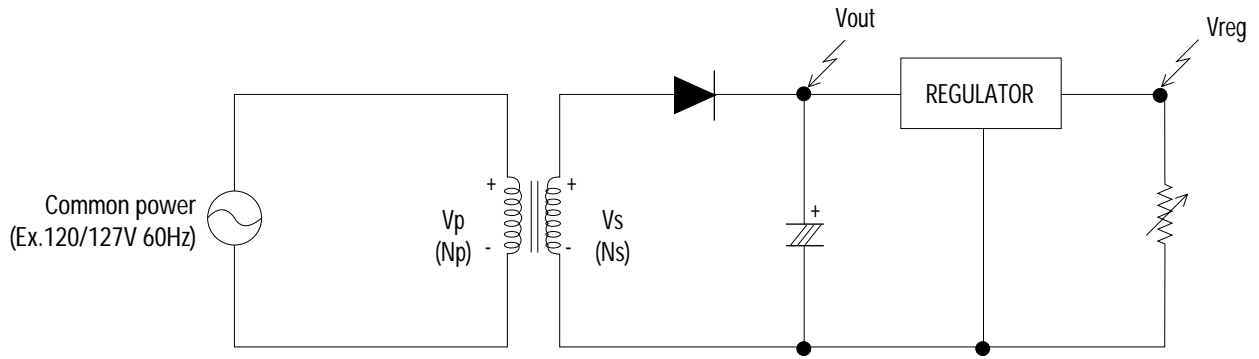 Vout
Vreg
REGULATOR
Common power
(Ex.120/127V 60Hz)
+
-
Vp
(Np)
+
-
Vs
(Ns)
+